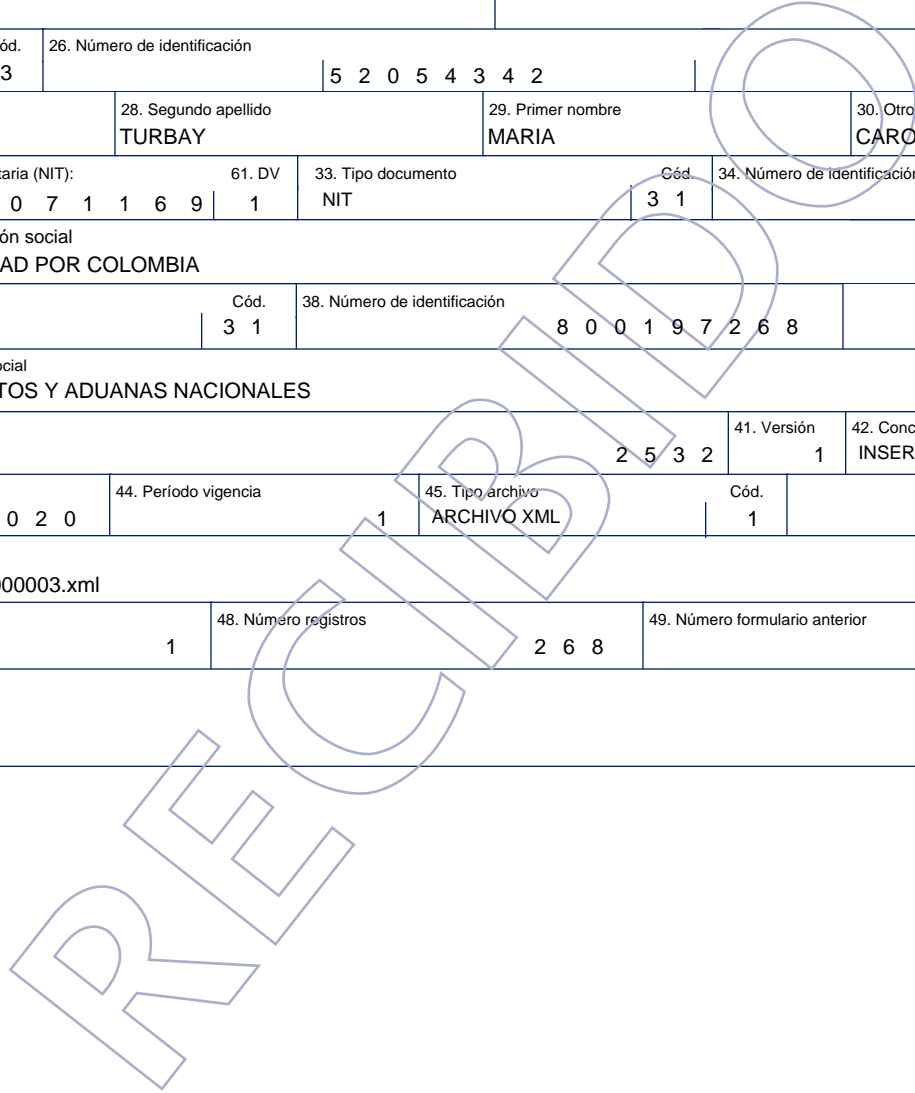 ód. 26. Número de identificación
3 5 2 0 5 4 3 4 2
28. Segundo apellido 29. Primer nombre 30. Otro
TURBAY MARIA CARO
taria (NIT): 61. DV 33. Tipo documento Cód. 34. Número de identificación
0 7 1 1 6 9 1 NIT 3 1
ón social
AD POR COLOMBIA
Cód. 38. Número de identificación
3 1 8 0 0 1 9 7 2 6 8
ocial
TOS Y ADUANAS NACIONALES
41. Versión 42. Conc
2 5 3 2 1 INSER
44. Período vigencia 45. Tipo archivo Cód.
0 2 0 1 ARCHIVO XML 1
000003.xml
48. Número registros 49. Número formulario anterior
1 2 6 8
RECIBIDO